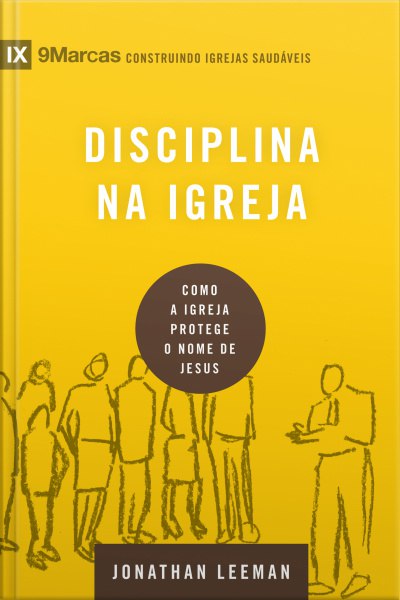 IX 9Marcas CONSTRUINDO IGREJAS SAUDÁVEIS
DISCIPLINA
NA IGREJA
COMO
A IGREJA
PROTEGE
O NOME DE
JESUS
JONATHAN LEEMAN